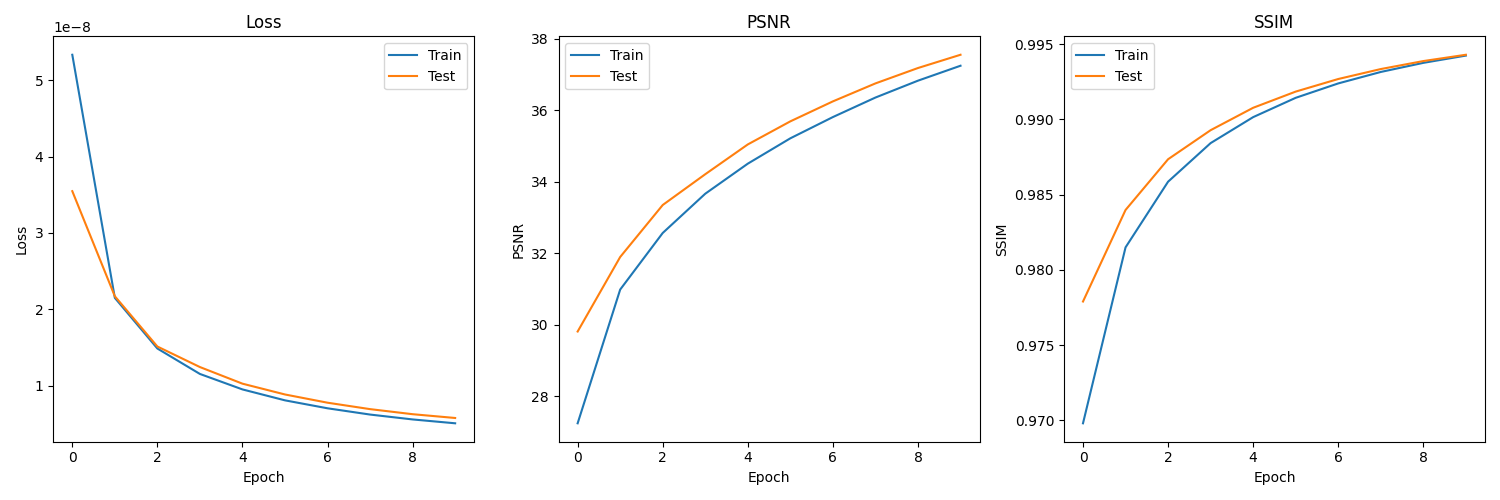 Loss
1e−8
Train
Test
5
4
3
2
1
Loss
0 2 4 6 8
Epoch
PSNR
Train
Test
38
36
34
32
30
28
PSNR
0 2 4 6 8
Epoch
SSIM
Train
Test
0.995
0.990
0.985
0.980
0.975
0.970
SSIM
0 2 4 6 8
Epoch